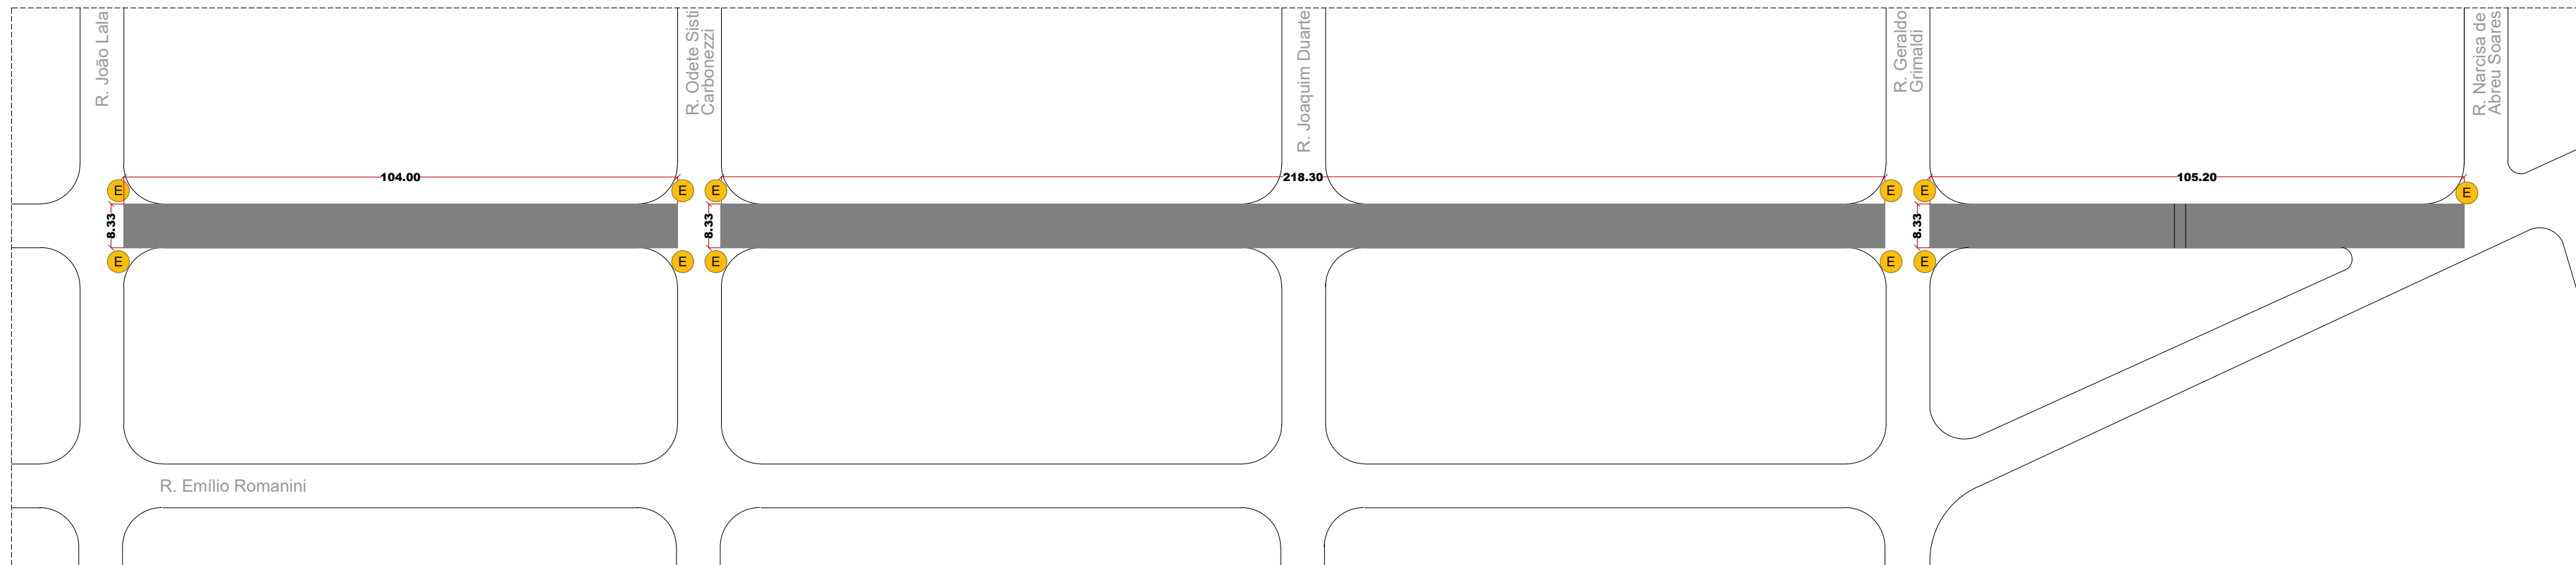 R. João Lala
R. Odete Sisti
Carbonezzi
R. Joaquim Duarte
R. Geraldo
Grimaldi
R. Narcisa de
Abreu Soares
104.00
218.30
105.20
E
E
E
E
E
E
E
8.33
8.33
8.33
E
E
E
E
E
E
R. Emílio Romanini